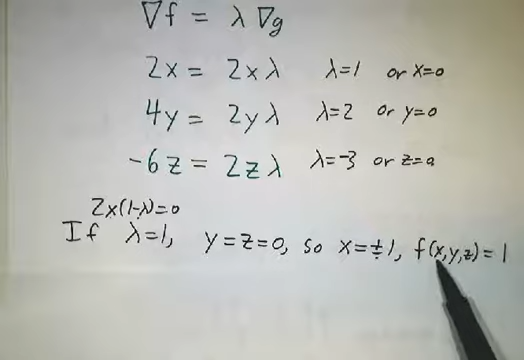 ∇f = λ ∇g
2x = 2xλ λ=1 or x=0
4y = 2yλ λ=2 or y=0
-6z = 2zλ λ=-3 or z=0
2x(1-λ)=0
If λ=1, y=z=0, so x=±1, f(x,y,z)=1